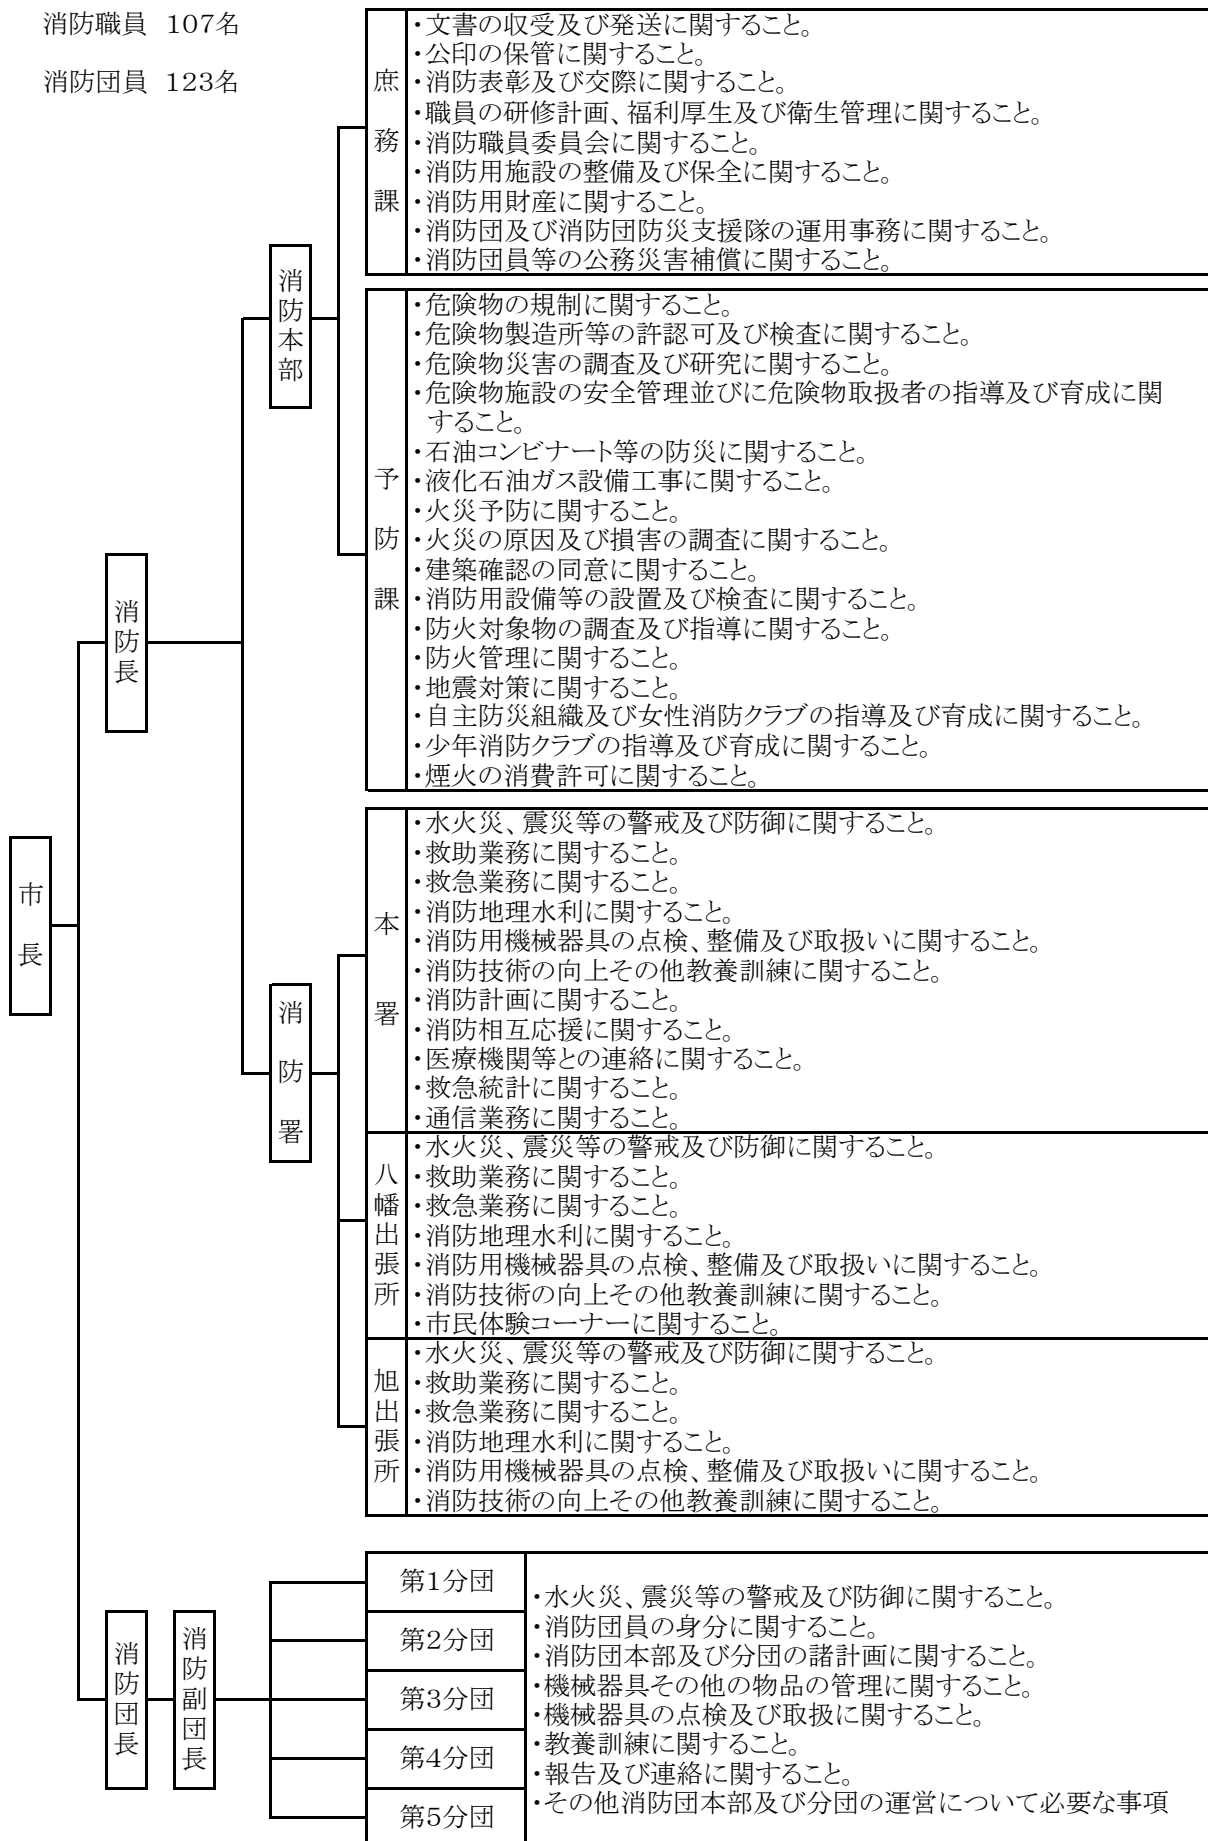 消防職員 107名
消防団員 123名
市長
消防長
消防本部
庶務課
・文書の収受及び発送に関すること。
・公印の保管に関すること。
・消防表彰及び交際に関すること。
・職員の研修計画、福利厚生及び衛生管理に関すること。
・消防職員委員会に関すること。
・消防用施設の整備及び保全に関すること。
・消防用財産に関すること。
・消防団及び消防団防災支援隊の運用事務に関すること。
・消防団員等の公務災害補償に関すること。
予防課
・危険物の規制に関すること。
・危険物製造所等の許認可及び検査に関すること。
・危険物災害の調査及び研究に関すること。
・危険物施設の安全管理並びに危険物取扱者の指導及び育成に関
すること。
・石油コンビナート等の防災に関すること。
・液化石油ガス設備工事に関すること。
・火災予防に関すること。
・火災の原因及び損害の調査に関すること。
・建築確認の同意に関すること。
・消防用設備等の設置及び検査に関すること。
・防火対象物の調査及び指導に関すること。
・防火管理に関すること。
・地震対策に関すること。
・自主防災組織及び女性消防クラブの指導及び育成に関すること。
・少年消防クラブの指導及び育成に関すること。
・煙火の消費許可に関すること。
消防署
本署
・水火災、震災等の警戒及び防御に関すること。
・救助業務に関すること。
・救急業務に関すること。
・消防地理水利に関すること。
・消防用機械器具の点検、整備及び取扱いに関すること。
・消防技術の向上その他教養訓練に関すること。
・消防計画に関すること。
・消防相互応援に関すること。
・医療機関等との連絡に関すること。
・救急統計に関すること。
・通信業務に関すること。
八幡出張所
・水火災、震災等の警戒及び防御に関すること。
・救助業務に関すること。
・救急業務に関すること。
・消防地理水利に関すること。
・消防用機械器具の点検、整備及び取扱いに関すること。
・消防技術の向上その他教養訓練に関すること。
・市民体験コーナーに関すること。
旭出張所
・水火災、震災等の警戒及び防御に関すること。
・救助業務に関すること。
・救急業務に関すること。
・消防地理水利に関すること。
・消防用機械器具の点検、整備及び取扱いに関すること。
・消防技術の向上その他教養訓練に関すること。
消防団長
消防副団長
第1分団
第2分団
第3分団
第4分団
第5分団
・水火災、震災等の警戒及び防御に関すること。
・消防団員の身分に関すること。
・消防団本部及び分団の諸計画に関すること。
・機械器具その他の物品の管理に関すること。
・機械器具の点検及び取扱に関すること。
・教養訓練に関すること。
・報告及び連絡に関すること。
・その他消防団本部及び分団の運営について必要な事項